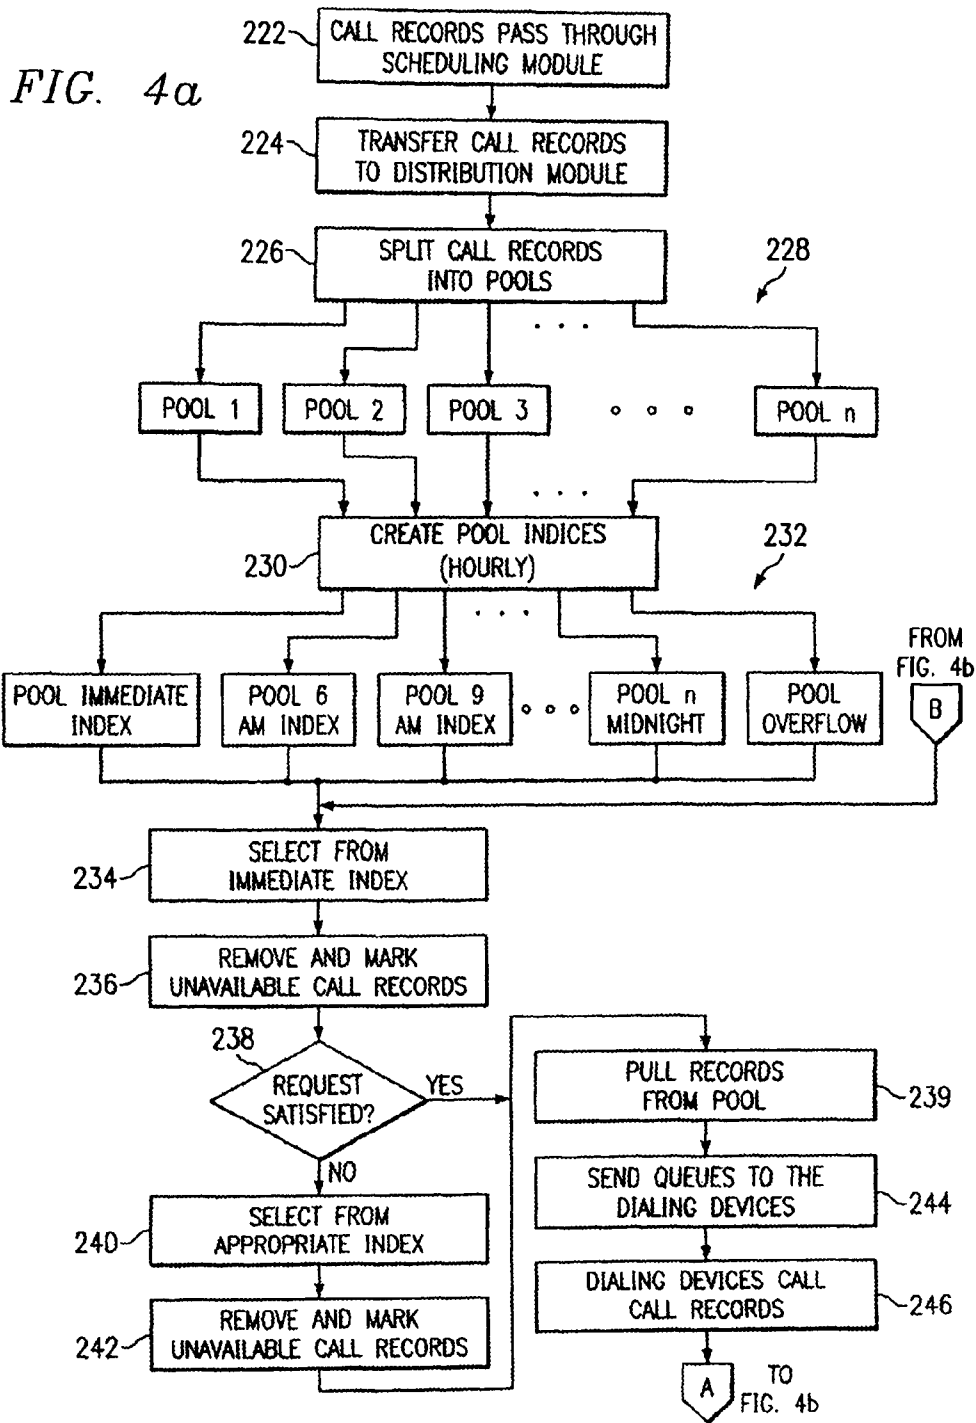 FIG. 4a
222
CALL RECORDS PASS THROUGH
SCHEDULING MODULE
224
TRANSFER CALL RECORDS
TO DISTRIBUTION MODULE
226
SPLIT CALL RECORDS
INTO POOLS
228
POOL 1
POOL 2
POOL 3
POOL n
230
CREATE POOL INDICES
(HOURLY)
232
POOL IMMEDIATE
INDEX
POOL 6
AM INDEX
POOL 9
AM INDEX
POOL n
MIDNIGHT
POOL
OVERFLOW
FROM
FIG. 4b
B
234
SELECT FROM
IMMEDIATE INDEX
236
REMOVE AND MARK
UNAVAILABLE CALL RECORDS
238
REQUEST
SATISFIED?
YES
NO
240
SELECT FROM
APPROPRIATE INDEX
242
REMOVE AND MARK
UNAVAILABLE CALL RECORDS
PULL RECORDS
FROM POOL
239
SEND QUEUES TO THE
DIALING DEVICES
244
DIALING DEVICES CALL
CALL RECORDS
246
A
TO
FIG. 4b